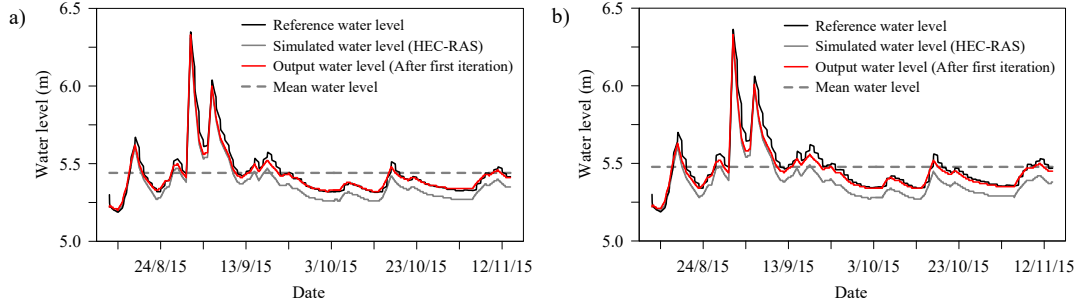 a)
Water level (m)
6.5
6.0
5.5
5.0
Reference water level
Simulated water level (HEC-RAS)
Output water level (After first iteration)
Mean water level
24/8/15 13/9/15 3/10/15 23/10/15 12/11/15
Date
b)
Water level (m)
6.5
6.0
5.5
5.0
Reference water level
Simulated water level (HEC-RAS)
Output water level (After first iteration)
Mean water level
24/8/15 13/9/15 3/10/15 23/10/15 12/11/15
Date